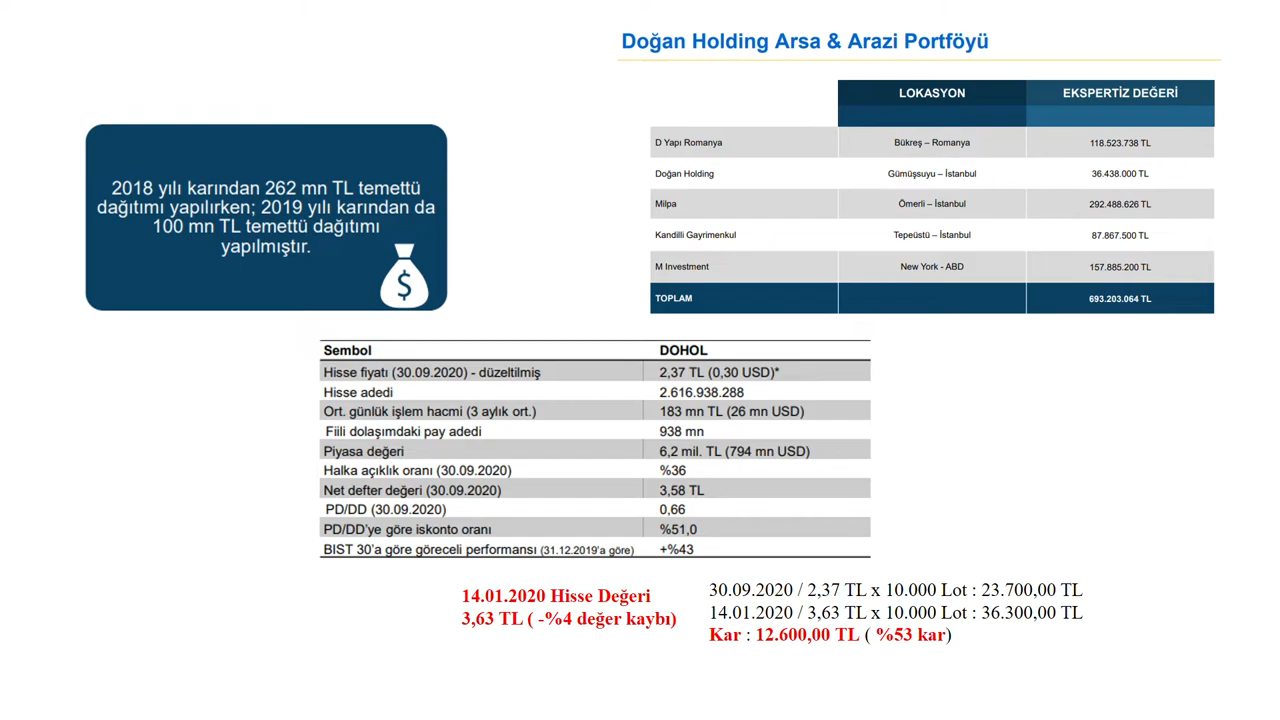 Doğan Holding Arsa & Arazi Portföyü
LOKASYON EKSPERTİZ DEĞERİ
D Yapı Romanya Bükreş – Romanya 118.523.738 TL
Doğan Holding Gümüşsuyu – İstanbul 36.438.000 TL
Milpa Ömerli – İstanbul 292.488.626 TL
Kandilli Gayrimenkul Tepeüstü – İstanbul 87.867.500 TL
M Investment New York - ABD 157.885.200 TL
TOPLAM 693.203.064 TL
2018 yılı karından 262 mn TL temettü
dağıtımı yapılırken; 2019 yılı karından da
100 mn TL temettü dağıtımı
yapılmıştır.
$
Sembol DOHOL
Hisse fiyatı (30.09.2020) - düzeltilmiş 2,37 TL (0,30 USD)*
Hisse adedi 2.616.938.288
Ort. günlük işlem hacmi (3 aylık ort.) 183 mn TL (26 mn USD)
Fiili dolaşımdaki pay adedi 938 mn
Piyasa değeri 6,2 mil. TL (794 mn USD)
Halka açıklık oranı (30.09.2020) %36
Net defter değeri (30.09.2020) 3,58 TL
PD/DD (30.09.2020) 0,66
PD/DD'ye göre iskonto oranı %51,0
BIST 30'a göre göreceli performansı (31.12.2019'a göre) +%43
14.01.2020 Hisse Değeri
3,63 TL ( -%4 değer kaybı)
30.09.2020 / 2,37 TL x 10.000 Lot : 23.700,00 TL
14.01.2020 / 3,63 TL x 10.000 Lot : 36.300,00 TL
Kar : 12.600,00 TL ( %53 kar)